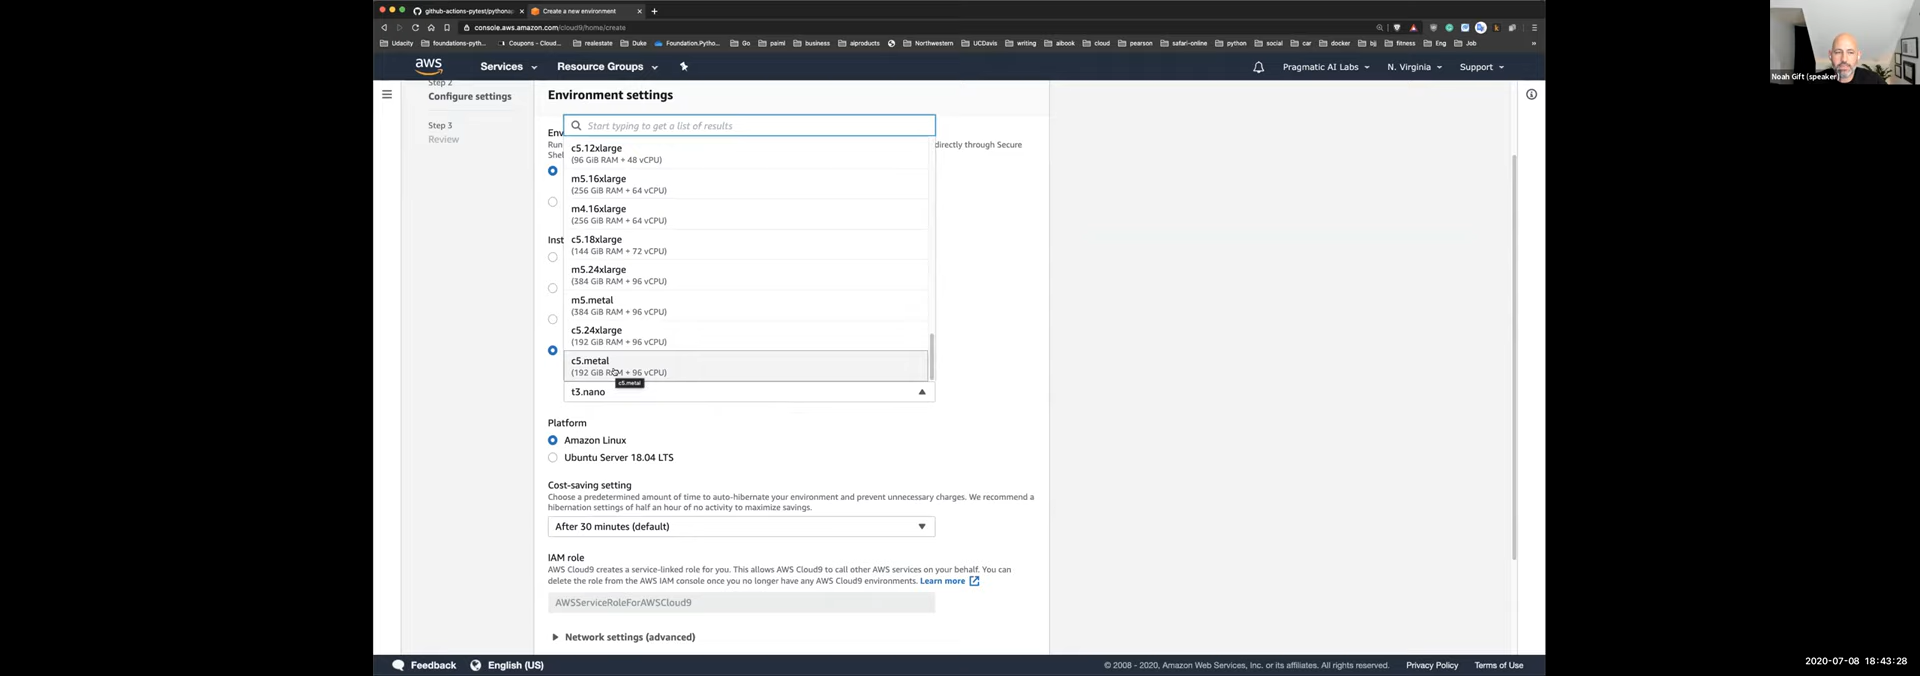 github-actions-pytest/pythonap
Create a new environment
console.aws.amazon.com/cloud9/home/create
Udacity
foundations-pyth...
Coupons - Cloud...
realestate
Duke
Foundation.Pytho...
Go
paiml
business
aiproducts
Northwestern
UCDavis
writing
aibook
cloud
pearson
safari-online
python
social
car
docker
bjj
fitness
Eng
Job
aws
Services
Resource Groups
Pragmatic AI Labs
N. Virginia
Support
Noah Gift (speaker)
Step 2
Configure settings
Step 3
Review
Environment settings
Env
Start typing to get a list of results
Run
directly through Secure
Shel
c5.12xlarge
(96 GiB RAM + 48 vCPU)
m5.16xlarge
(256 GiB RAM + 64 vCPU)
m4.16xlarge
(256 GiB RAM + 64 vCPU)
Inst
c5.18xlarge
(144 GiB RAM + 72 vCPU)
m5.24xlarge
(384 GiB RAM + 96 vCPU)
m5.metal
(384 GiB RAM + 96 vCPU)
c5.24xlarge
(192 GiB RAM + 96 vCPU)
c5.metal
(192 GiB RAM + 96 vCPU)
c5.metal
t3.nano
Platform
Amazon Linux
Ubuntu Server 18.04 LTS
Cost-saving setting
Choose a predetermined amount of time to auto-hibernate your environment and prevent unnecessary charges. We recommend a
hibernation settings of half an hour of no activity to maximize savings.
After 30 minutes (default)
IAM role
AWS Cloud9 creates a service-linked role for you. This allows AWS Cloud9 to call other AWS services on your behalf. You can
delete the role from the AWS IAM console once you no longer have any AWS Cloud9 environments. Learn more
AWSServiceRoleForAWSCloud9
Network settings (advanced)
Feedback
English (US)
© 2008 - 2020, Amazon Web Services, Inc. or its affiliates. All rights reserved.
Privacy Policy
Terms of Use
2020-07-08 18:43:28